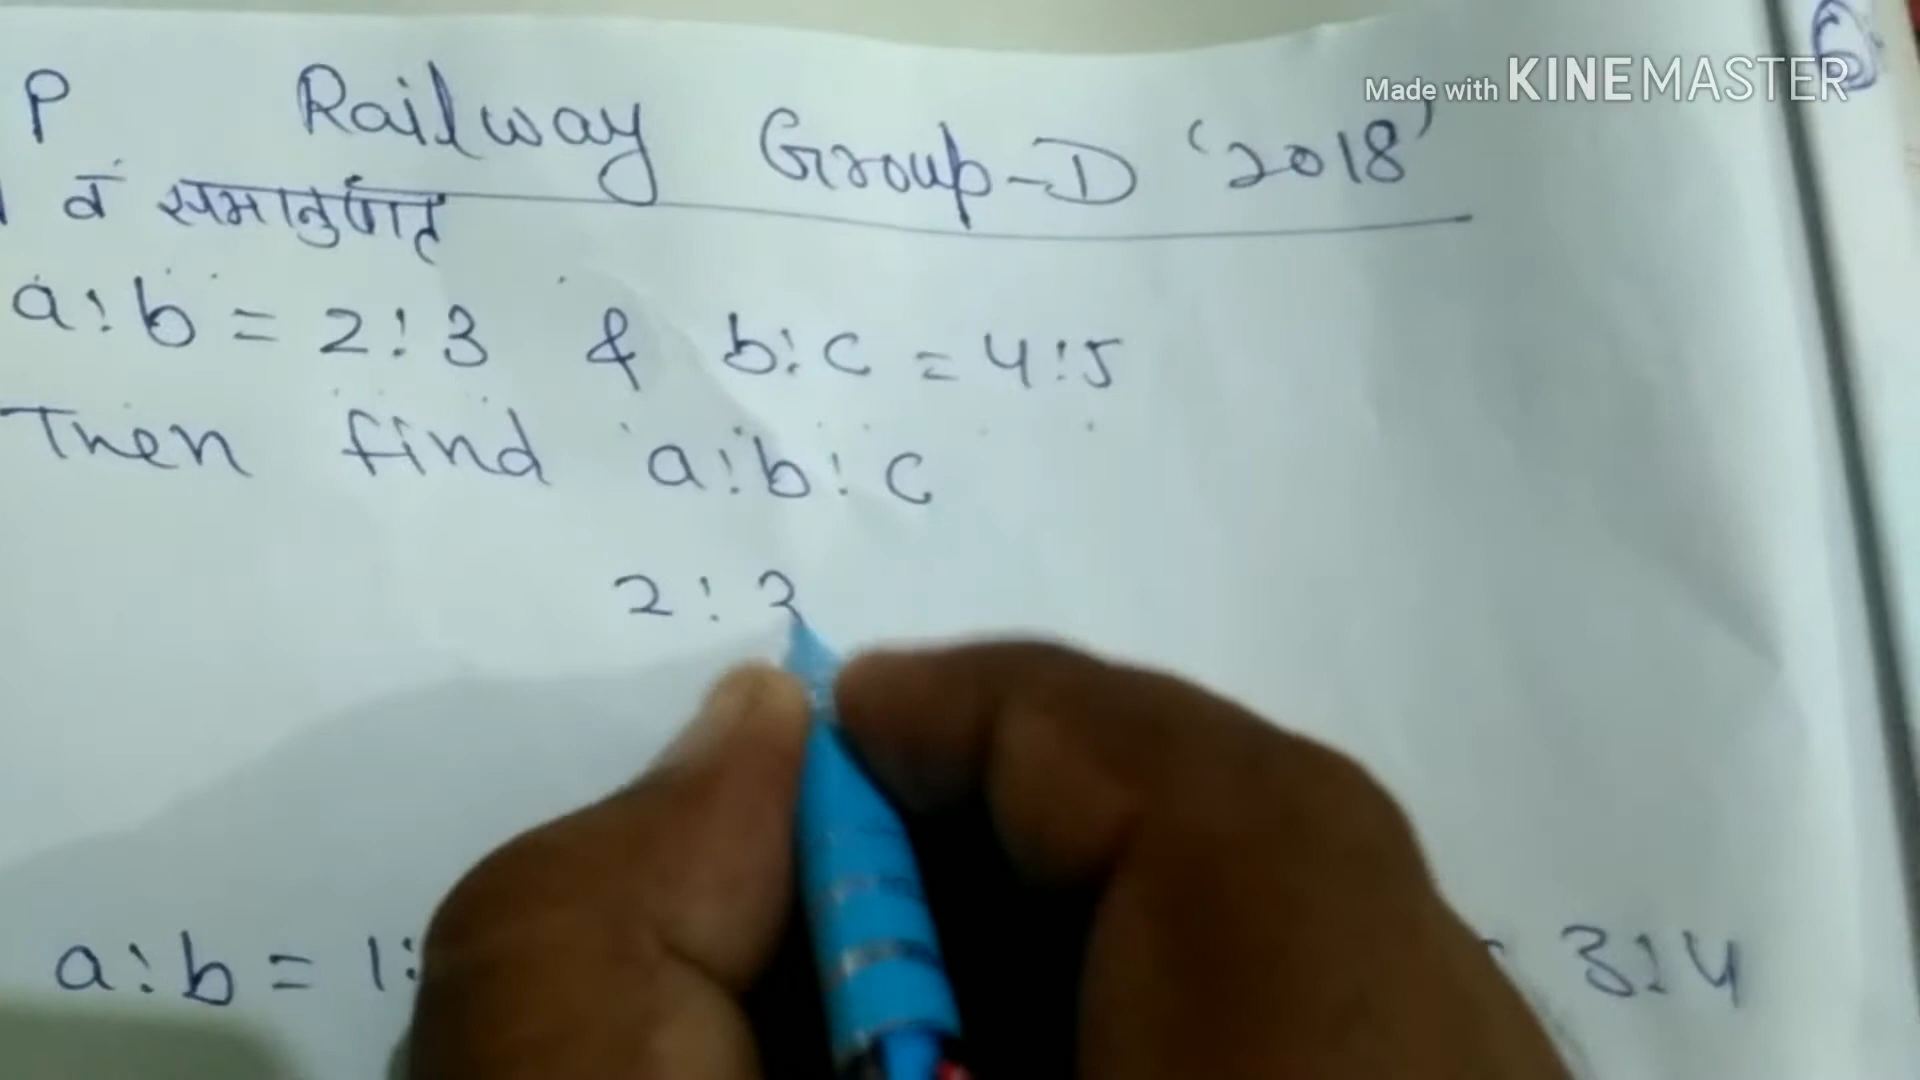 Made with KINEMASTER
P Railway Group-D '2018'
व समानुपात
a:b = 2:3 & b:c = 4:5
Then find a:b:c
2:3
a:b = 1: 3:4